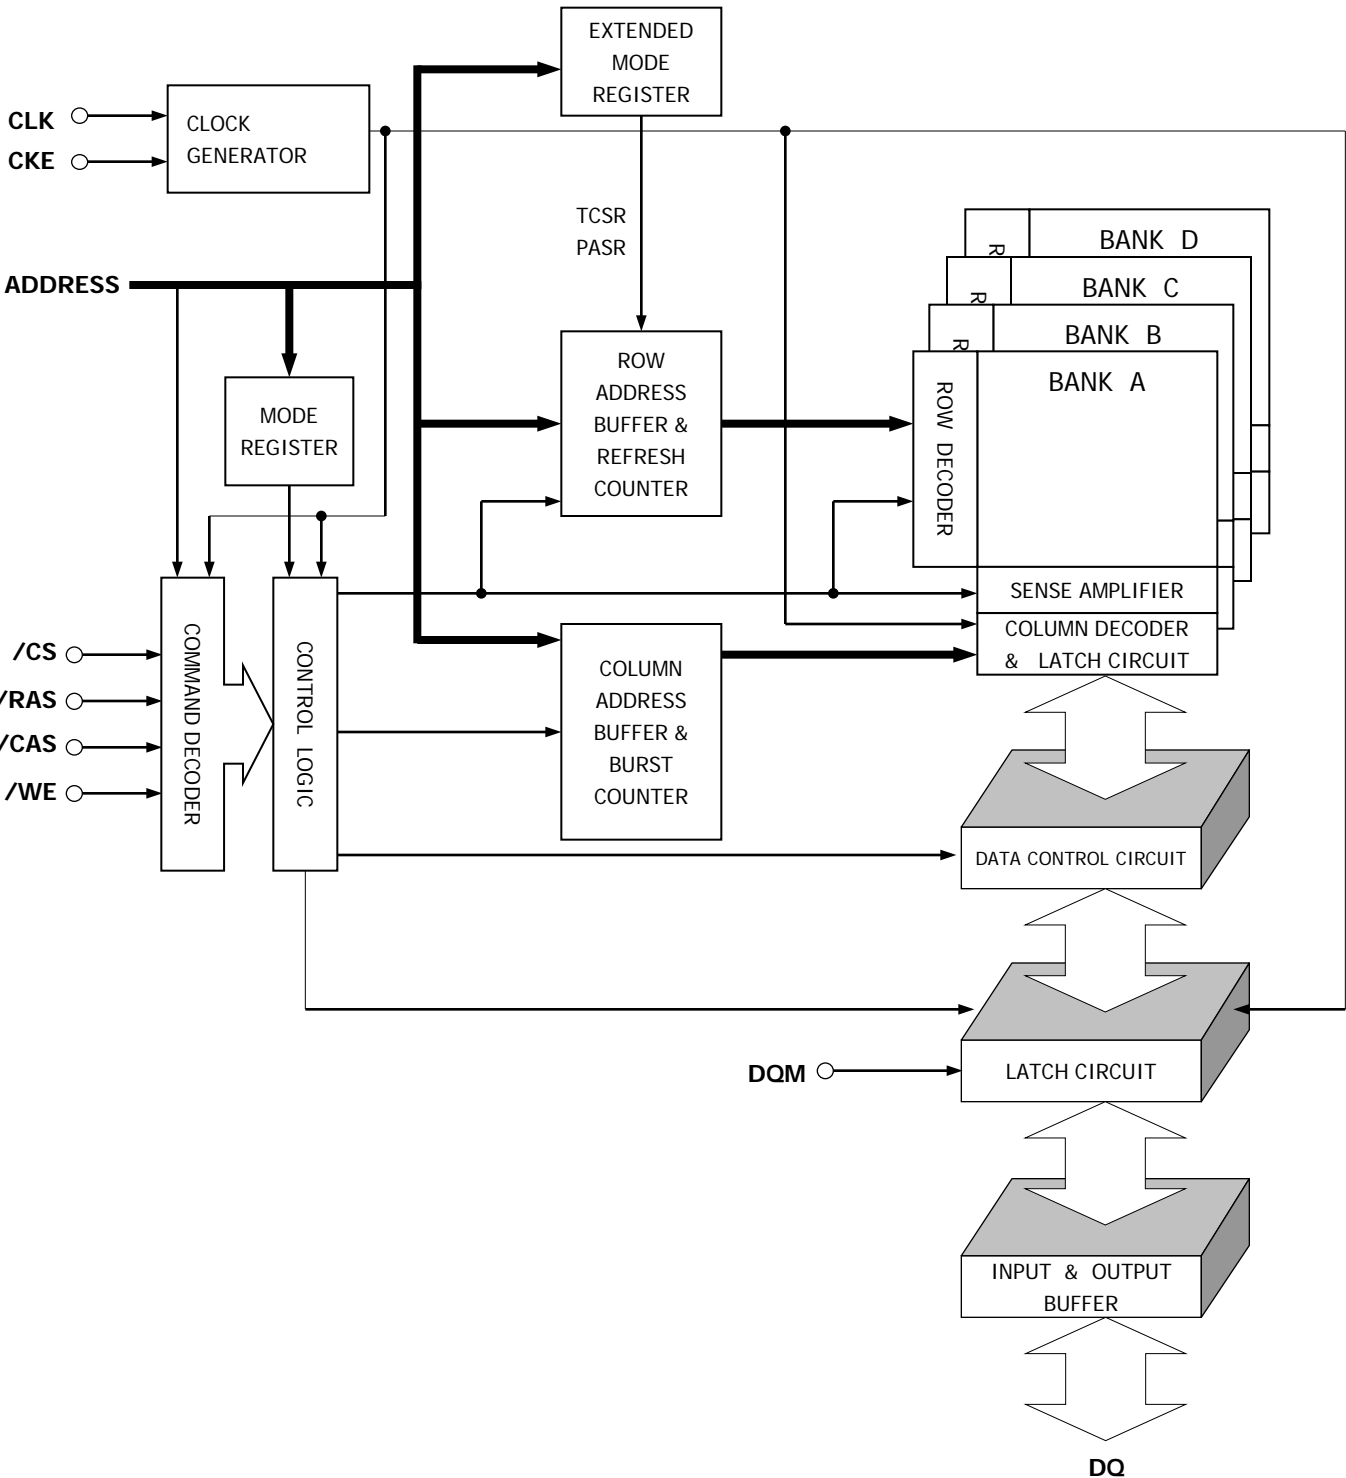 EXTENDED
MODE
REGISTER
CLK
CKE
CLOCK
GENERATOR
TCSR
PASR
ADDRESS
R
BANK D
R
BANK C
R
BANK B
ROW DECODER
BANK A
MODE
REGISTER
ROW
ADDRESS
BUFFER &
REFRESH
COUNTER
SENSE AMPLIFIER
COLUMN DECODER
& LATCH CIRCUIT
/CS
/RAS
/CAS
/WE
COMMAND DECODER
CONTROL LOGIC
COLUMN
ADDRESS
BUFFER &
BURST
COUNTER
DATA CONTROL CIRCUIT
DQM
LATCH CIRCUIT
INPUT & OUTPUT
BUFFER
DQ